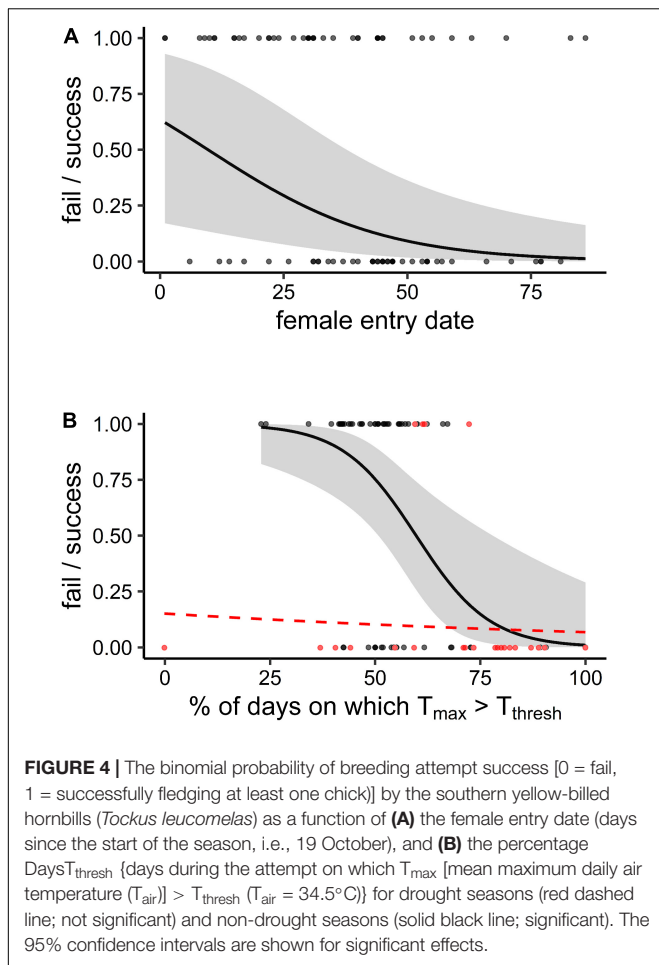 A
1.00
0.75
0.50
0.25
0.00
fail / success
0 25 50 75
female entry date
B
1.00
0.75
0.50
0.25
0.00
fail / success
0 25 50 75 100
% of days on which Tmax > Tthresh
FIGURE 4 | The binomial probability of breeding attempt success [0 = fail,
1 = successfully fledging at least one chick)] by the southern yellow-billed
hornbills (Tockus leucomelas) as a function of (A) the female entry date (days
since the start of the season, i.e., 19 October), and (B) the percentage
DaysTthresh {days during the attempt on which Tmax [mean maximum daily air
temperature (Tair)] > Tthresh (Tair = 34.5°C)} for drought seasons (red dashed
line; not significant) and non-drought seasons (solid black line; significant). The
95% confidence intervals are shown for significant effects.